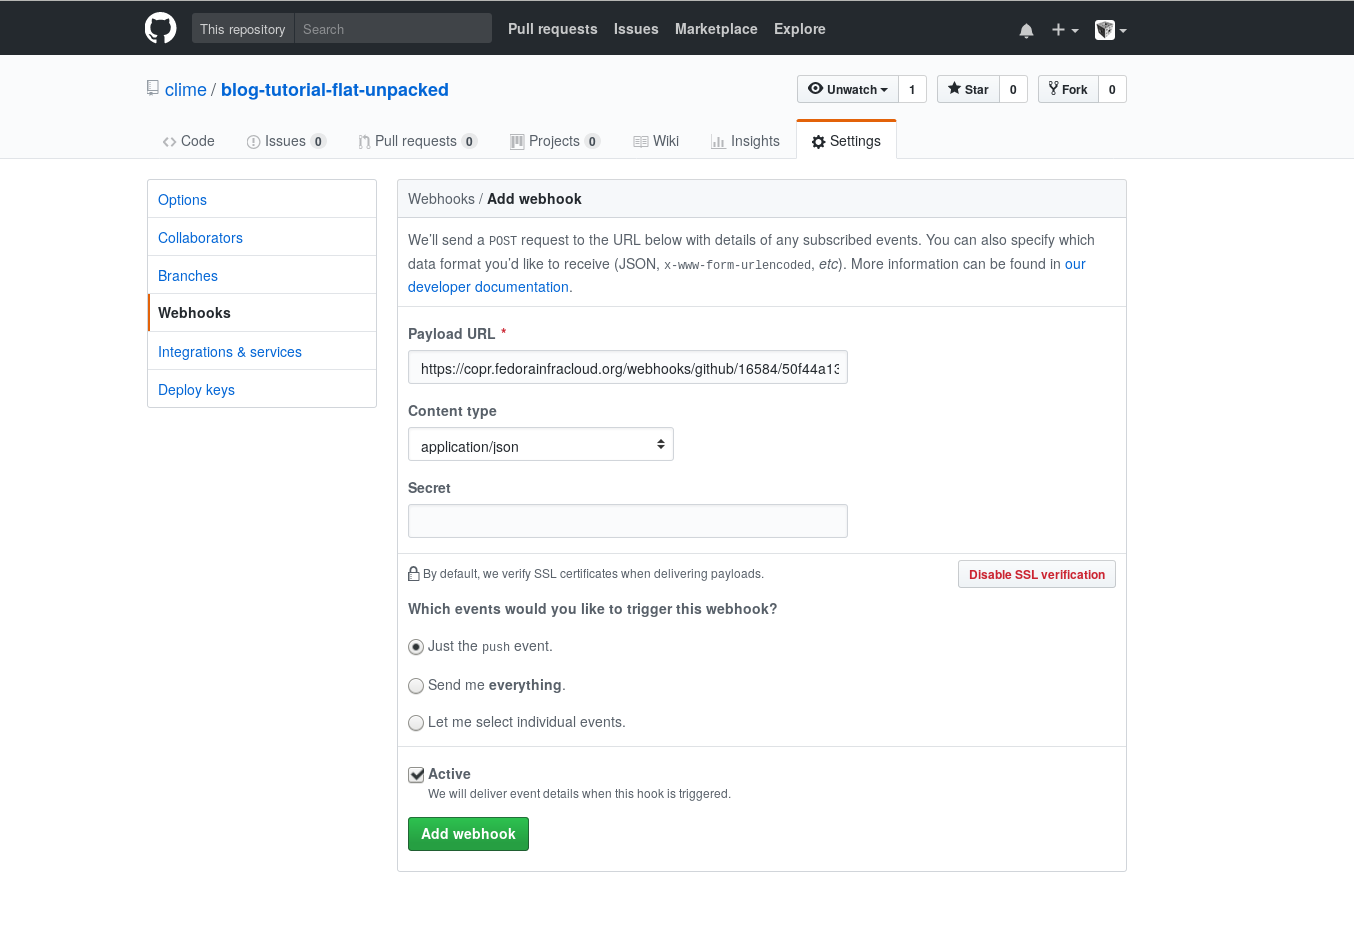 This repository Search Pull requests Issues Marketplace Explore
clime / blog-tutorial-flat-unpacked Unwatch 1 Star 0 Fork 0
Code Issues 0 Pull requests 0 Projects 0 Wiki Insights Settings
Options
Collaborators
Branches
Webhooks
Integrations & services
Deploy keys
Webhooks / Add webhook
We’ll send a POST request to the URL below with details of any subscribed events. You can also specify which
data format you’d like to receive (JSON, x-www-form-urlencoded, etc). More information can be found in our
developer documentation.
Payload URL *
https://copr.fedorainfracloud.org/webhooks/github/16584/50f44a13
Content type
application/json
Secret
By default, we verify SSL certificates when delivering payloads. Disable SSL verification
Which events would you like to trigger this webhook?
Just the push event.
Send me everything.
Let me select individual events.
Active
We will deliver event details when this hook is triggered.
Add webhook